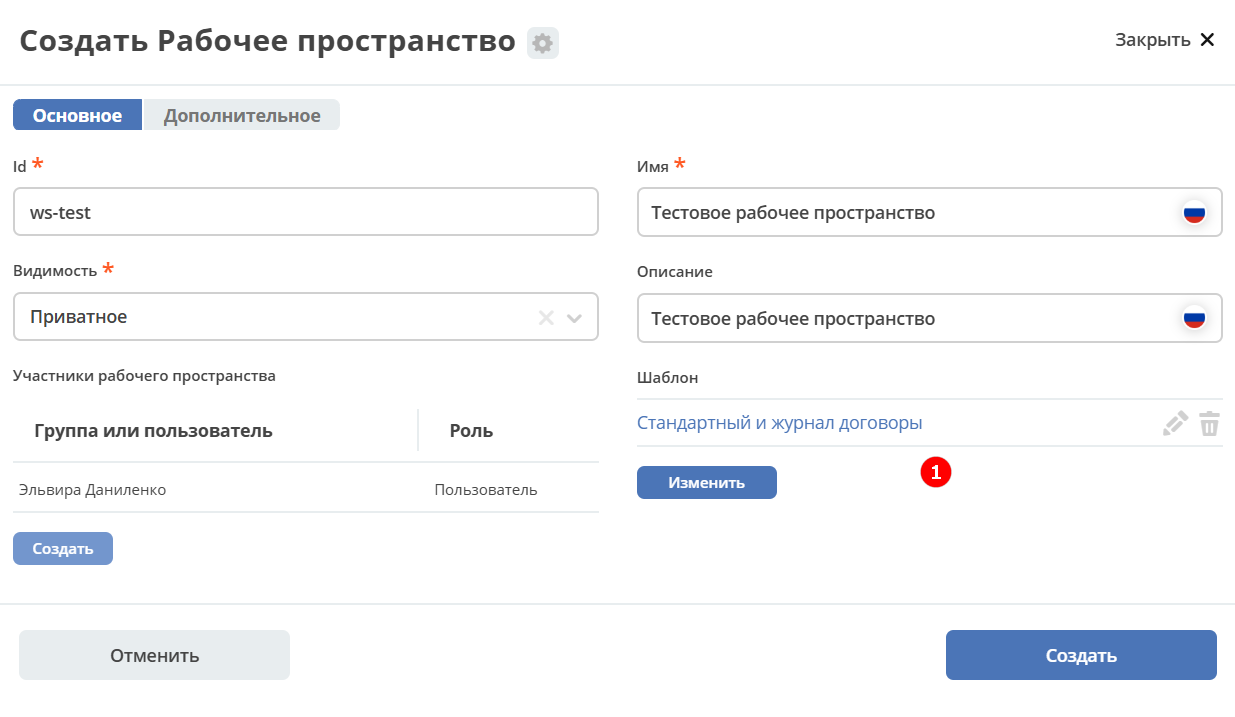 Создать Рабочее пространство
Закрыть
Основное
Дополнительное
Id *
ws-test
Имя *
Тестовое рабочее пространство
Видимость *
Приватное
Описание
Тестовое рабочее пространство
Участники рабочего пространства
Группа или пользователь
Роль
Эльвира Даниленко
Пользователь
Создать
Шаблон
Стандартный и журнал договоры
Изменить
1
Отменить
Создать